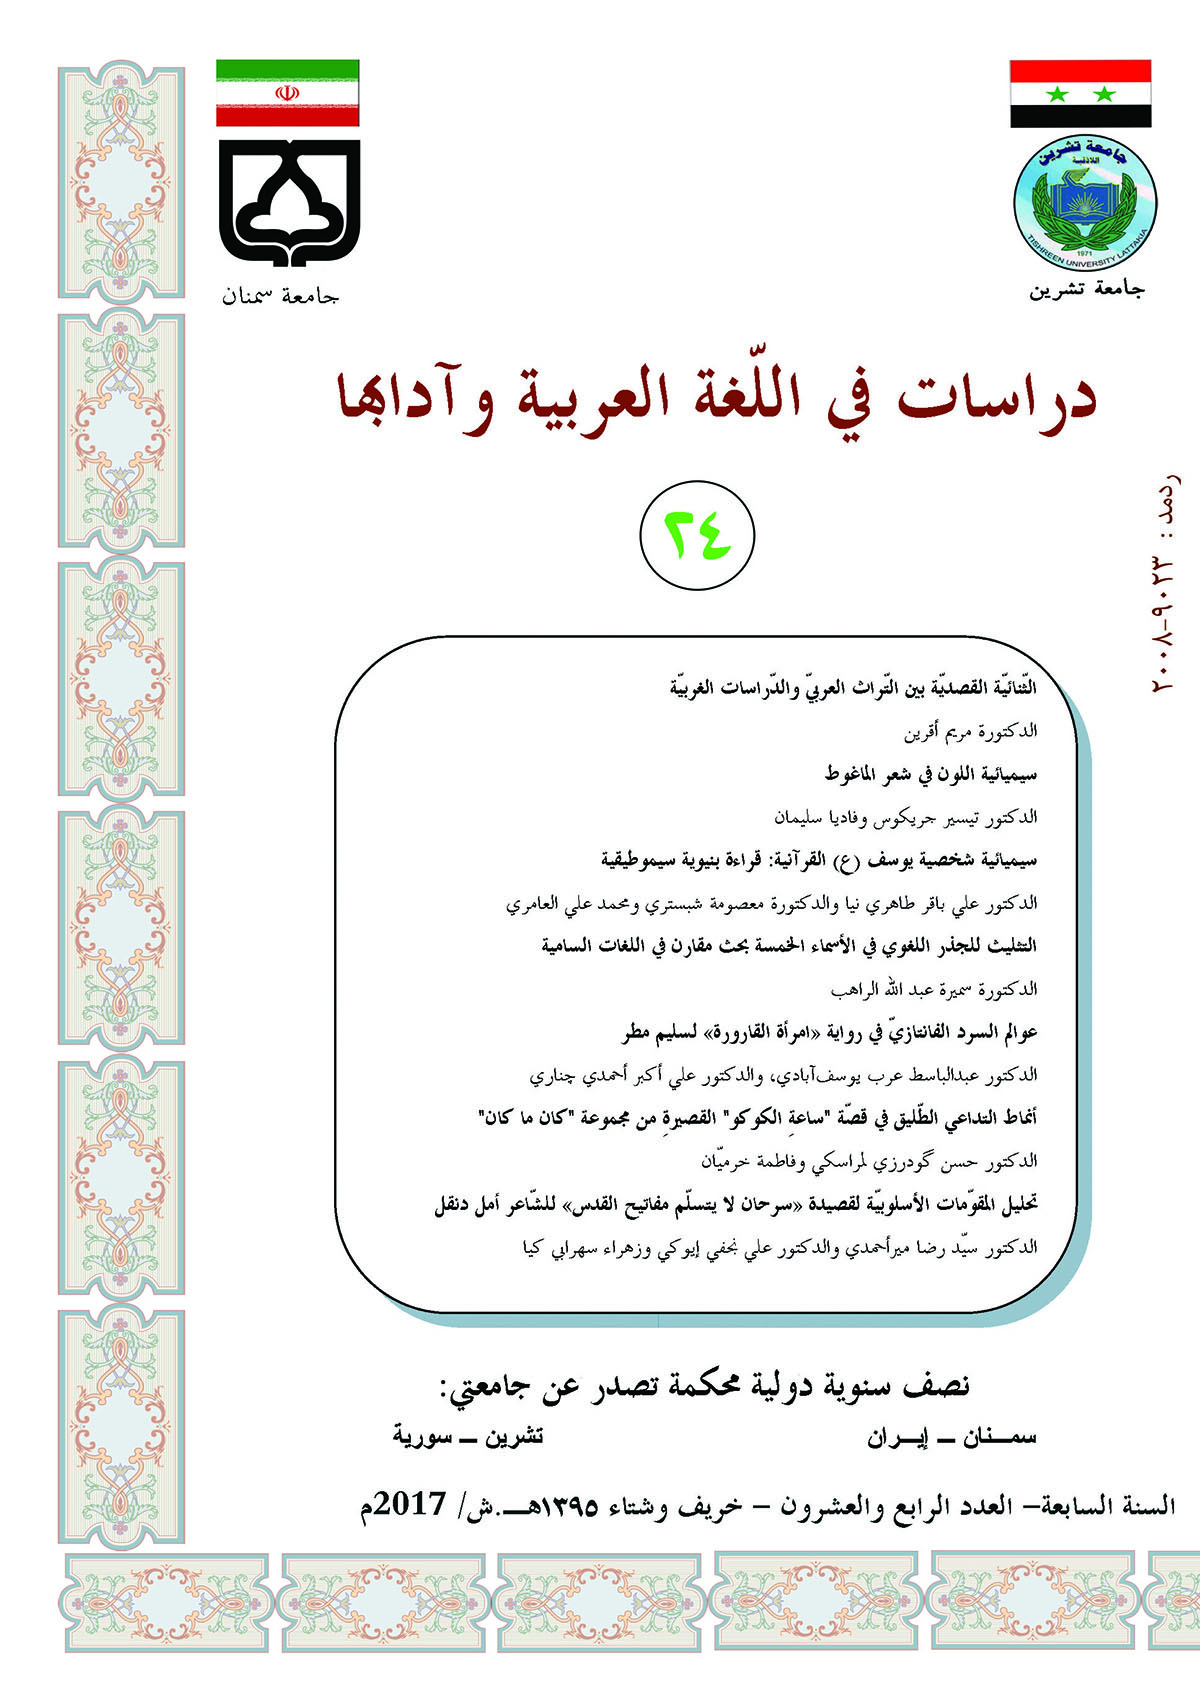 جامعة تشرين
اللاذقية
1971
TISHREEN UNIVERSITY LATTAKIA
جامعة تشرين
جامعة سمنان
دراسات في اللّغة العربية وآدابها
٢٤
ردمد: ٢٠٠٨-٩٠٢٣
الثّنائيّة القصديّة بين التّراث العربيّ والدّراسات الغربيّة
الدكتورة مريم أقرين
سيميائية اللون في شعر الماغوط
الدكتور تيسير جريكوس وفاديا سليمان
سيميائية شخصية يوسف (ع) القرآنية: قراءة بنيوية سيموطيقية
الدكتور علي باقر طاهري نيا والدكتورة معصومة شبستري ومحمد علي العامري
التثليث للجذر اللغوي في الأسماء الخمسة بحث مقارن في اللغات السامية
الدكتورة سميرة عبد الله الراهب
عوالم السرد الفانتازيّ في رواية «امرأة القارورة» لسليم مطر
الدكتور عبدالباسط عرب يوسف‌آبادي، والدكتور علي أكبر أحمدي چناري
أنماط التداعي الطّليق في قصّة "ساعةِ الكوكو" القصيرةِ من مجموعة "كان ما كان"
الدكتور حسن گودرزي لمراسكي وفاطمة خرميّان
تحليل المقوّمات الأسلوبيّة لقصيدة «سرحان لا يتسلّم مفاتيح القدس» للشّاعر أمل دنقل
الدكتور سيّد رضا ميرأحمدي والدكتور علي نجفي إيوكي وزهراء سهرابي كيا
نصف سنوية دولية محكمة تصدر عن جامعتي:
سمـــنان ــ إيـــران تشرين ــ سورية
السنة السابعة– العدد الرابع والعشرون – خريف وشتاء ١٣٩٥هـــ.ش/ 2017م